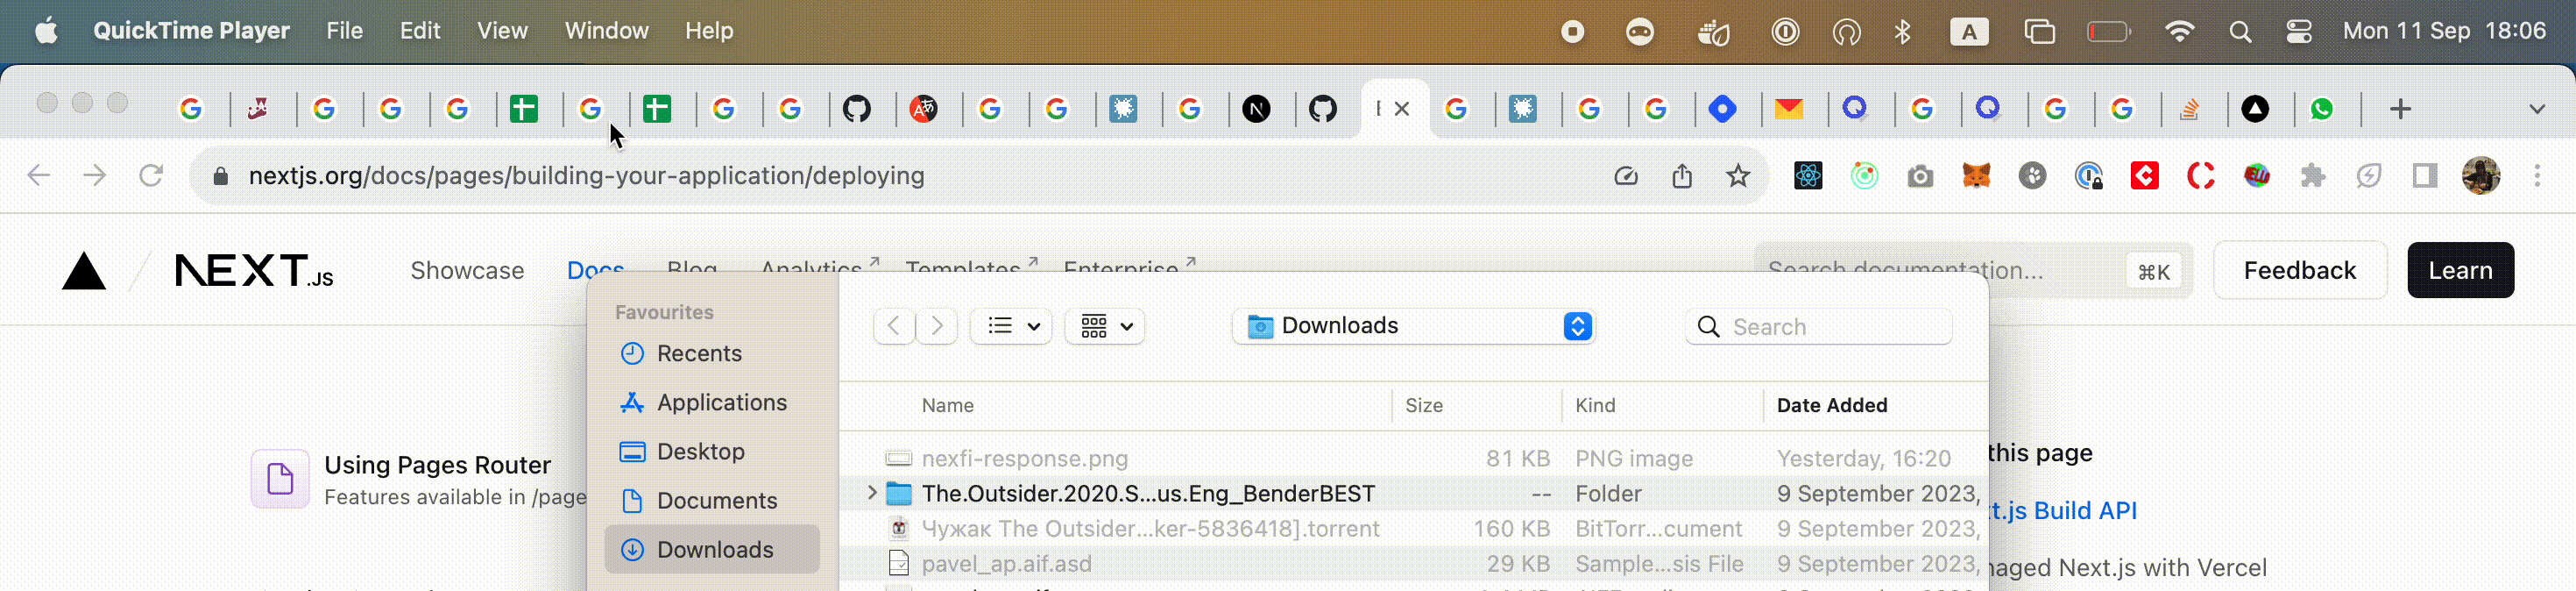 QuickTime Player File Edit View Window Help A Mon 11 Sep 18:06
nextjs.org/docs/pages/building-your-application/deploying
NEXT.JS Showcase Docs Blog Analytics Templates Enterprise Search documentation... ⌘K Feedback Learn
Favourites
Recents
Applications
Desktop
Documents
Downloads
Downloads Search
Name Size Kind Date Added
nexfi-response.png 81 KB PNG image Yesterday, 16:20
The.Outsider.2020.S...us.Eng_BenderBEST -- Folder 9 September 2023,
Чужак The Outsider...ker-5836418].torrent 160 KB BitTorr...cument 9 September 2023,
pavel_ap.aif.asd 29 KB Sample...sis File 9 September 2023,
Using Pages Router
Features available in /page
this page
t.js Build API
naged Next.js with Vercel